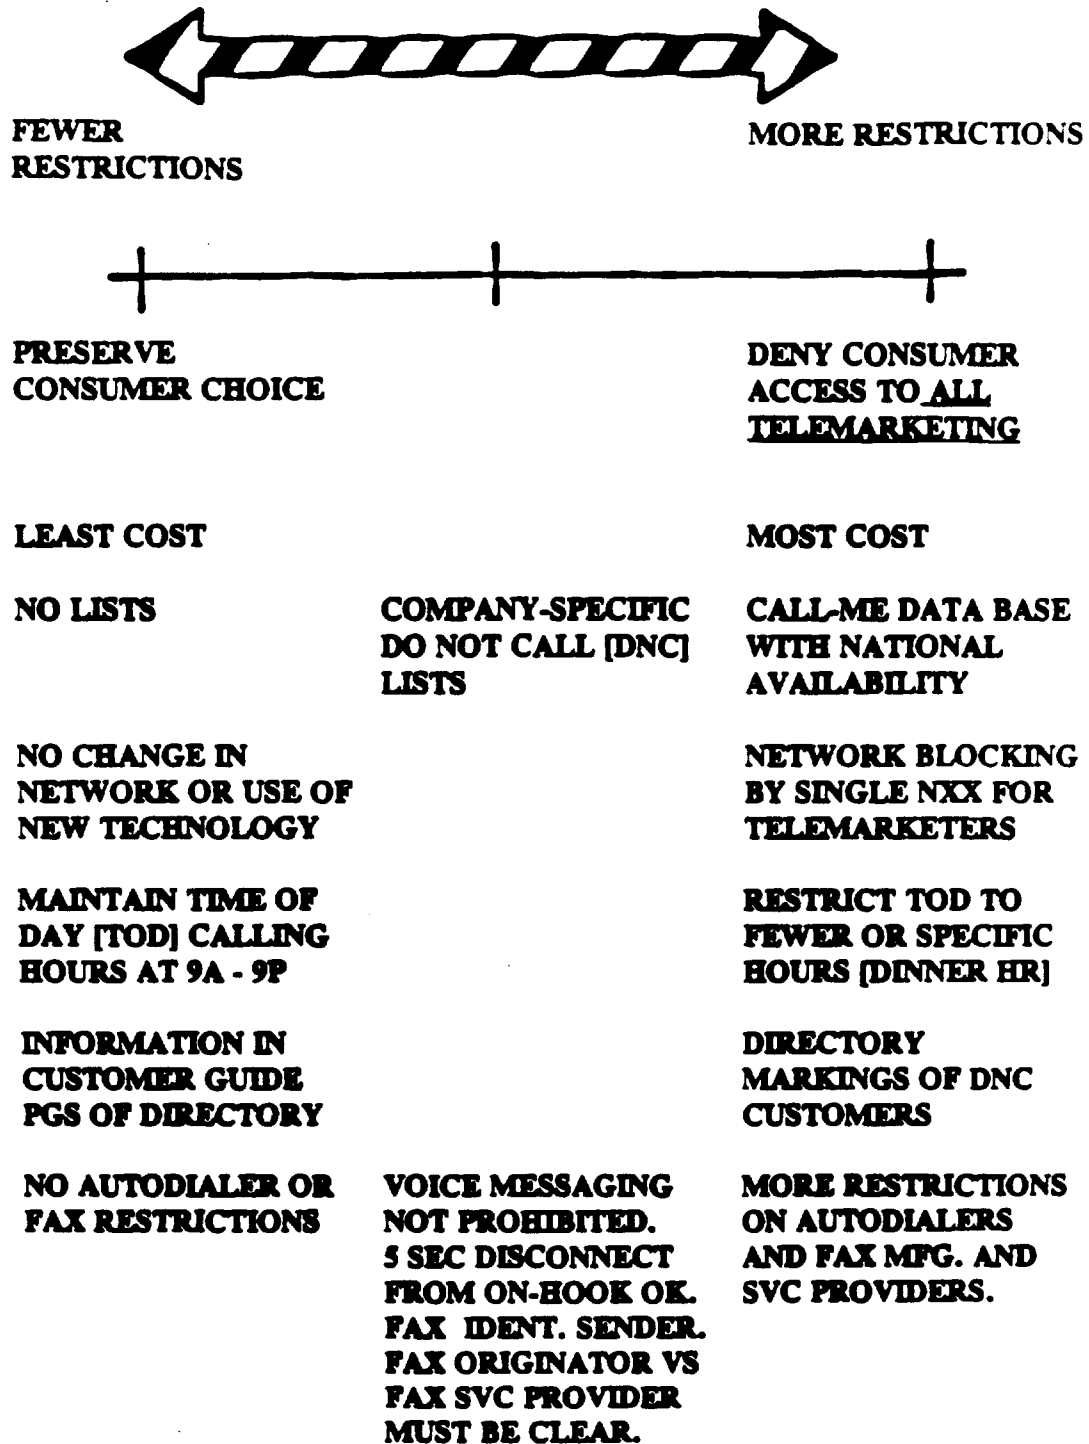 FEWER
RESTRICTIONS
MORE RESTRICTIONS
PRESERVE
CONSUMER CHOICE
DENY CONSUMER
ACCESS TO ALL
TELEMARKETING
LEAST COST
MOST COST
NO LISTS
COMPANY-SPECIFIC
DO NOT CALL [DNC]
LISTS
CALL-ME DATA BASE
WITH NATIONAL
AVAILABILITY
NO CHANGE IN
NETWORK OR USE OF
NEW TECHNOLOGY
NETWORK BLOCKING
BY SINGLE NXX FOR
TELEMARKETERS
MAINTAIN TIME OF
DAY [TOD] CALLING
HOURS AT 9A - 9P
RESTRICT TOD TO
FEWER OR SPECIFIC
HOURS [DINNER HR]
INFORMATION IN
CUSTOMER GUIDE
PGS OF DIRECTORY
DIRECTORY
MARKINGS OF DNC
CUSTOMERS
NO AUTODIALER OR
FAX RESTRICTIONS
VOICE MESSAGING
NOT PROHIBITED.
5 SEC DISCONNECT
FROM ON-HOOK OK.
FAX IDENT. SENDER.
FAX ORIGINATOR VS
FAX SVC PROVIDER
MUST BE CLEAR.
MORE RESTRICTIONS
ON AUTODIALERS
AND FAX MFG. AND
SVC PROVIDERS.